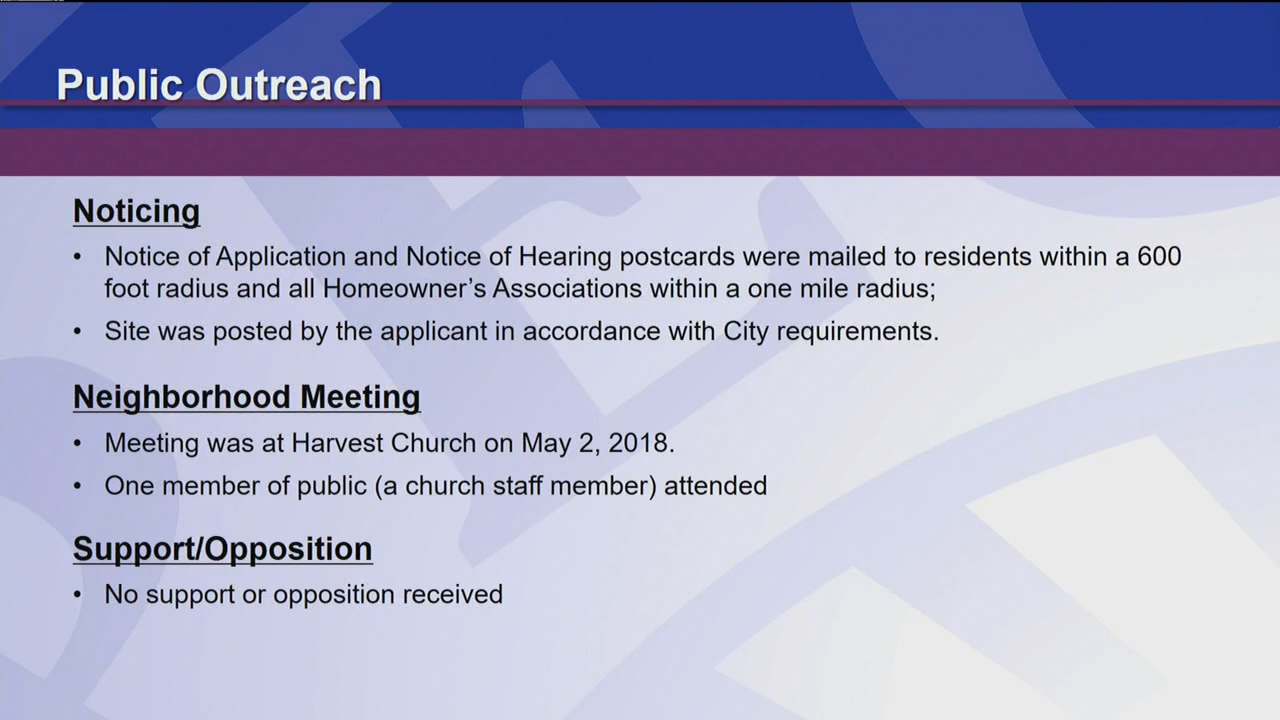 Public Outreach
Noticing
• Notice of Application and Notice of Hearing postcards were mailed to residents within a 600
foot radius and all Homeowner’s Associations within a one mile radius;
• Site was posted by the applicant in accordance with City requirements.
Neighborhood Meeting
• Meeting was at Harvest Church on May 2, 2018.
• One member of public (a church staff member) attended
Support/Opposition
• No support or opposition received